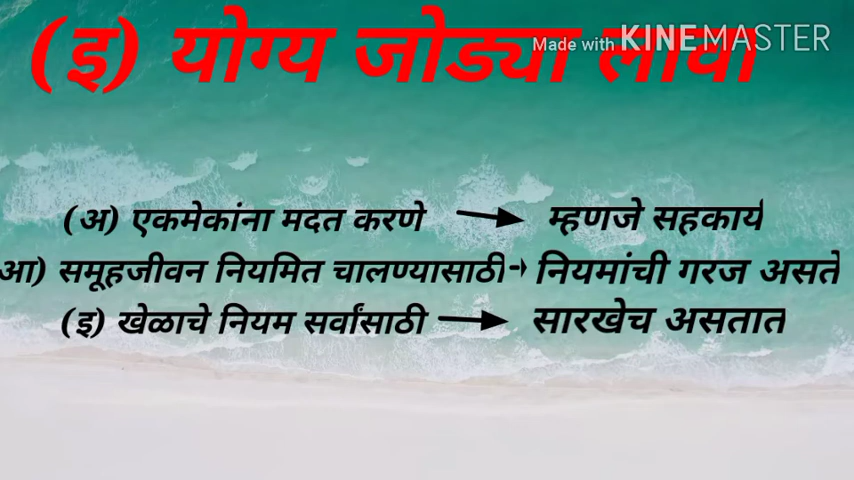 (इ) योग्य जोड्या लावा
Made with KINEMASTER
(अ) एकमेकांना मदत करणे → म्हणजे सहकार्य
आ) समूहजीवन नियमित चालण्यासाठी→ नियमांची गरज असते
(इ) खेळाचे नियम सर्वांसाठी → सारखेच असतात